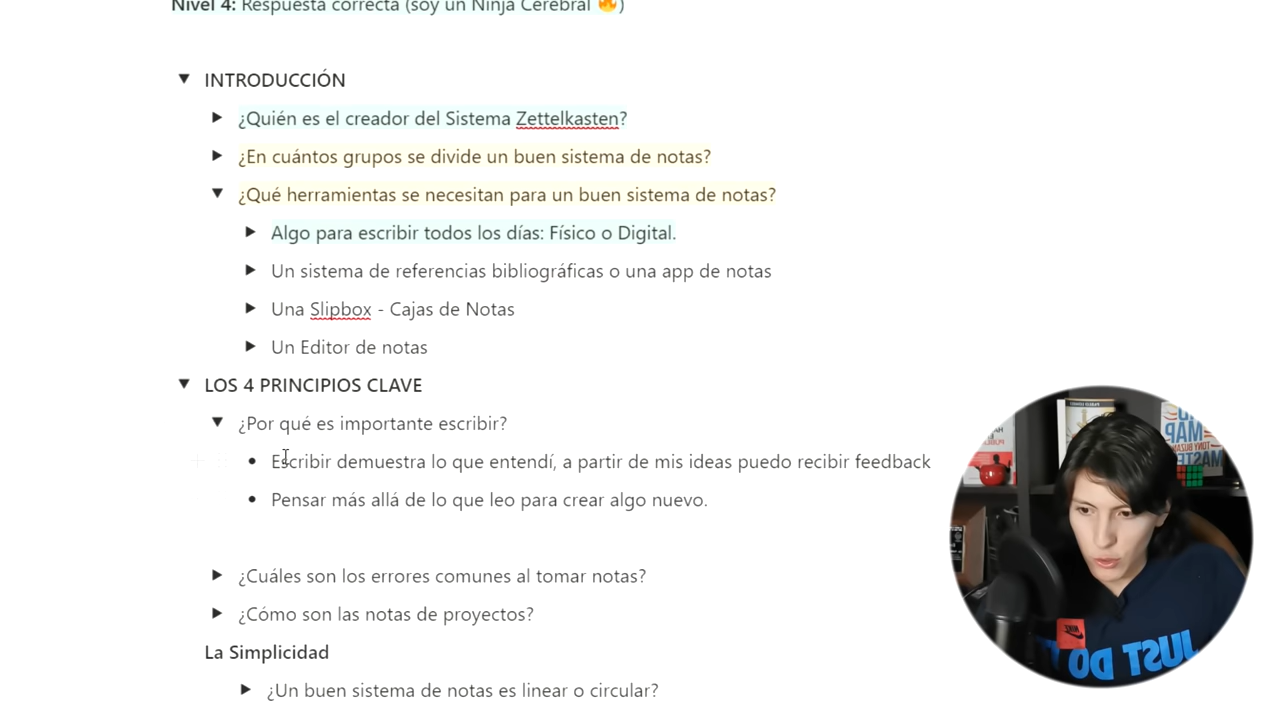 Nivel 4: Respuesta correcta (soy un Ninja Cerebral 🔥)
INTRODUCCIÓN
¿Quién es el creador del Sistema Zettelkasten?
¿En cuántos grupos se divide un buen sistema de notas?
¿Qué herramientas se necesitan para un buen sistema de notas?
Algo para escribir todos los días: Físico o Digital.
Un sistema de referencias bibliográficas o una app de notas
Una Slipbox - Cajas de Notas
Un Editor de notas
LOS 4 PRINCIPIOS CLAVE
¿Por qué es importante escribir?
Escribir demuestra lo que entendí, a partir de mis ideas puedo recibir feedback
Pensar más allá de lo que leo para crear algo nuevo.
¿Cuáles son los errores comunes al tomar notas?
¿Cómo son las notas de proyectos?
La Simplicidad
¿Un buen sistema de notas es linear o circular?
JUST DO